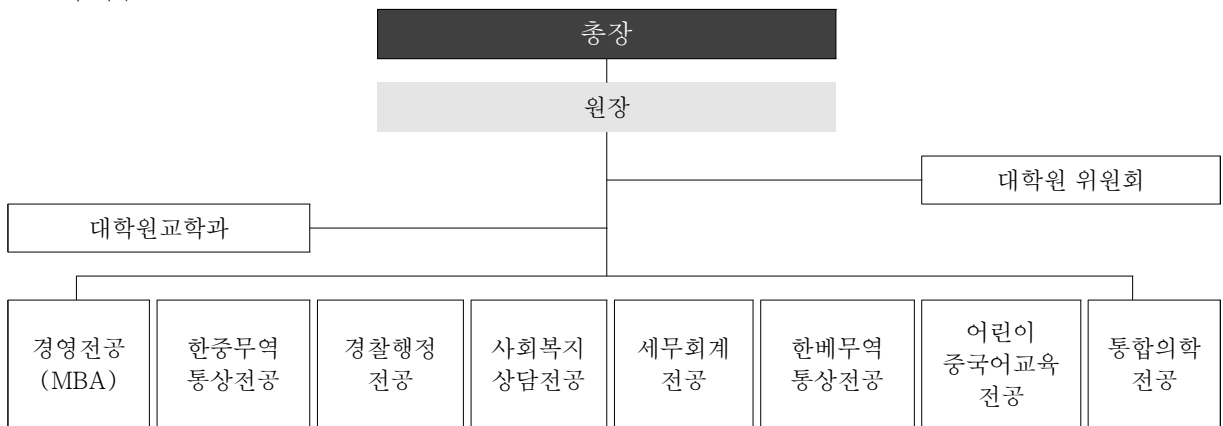 총장
원장
대학원 위원회
대학원교학과
경영전공
(MBA)
한중무역
통상전공
경찰행정
전공
사회복지
상담전공
세무회계
전공
한베무역
통상전공
어린이
중국어교육
전공
통합의학
전공